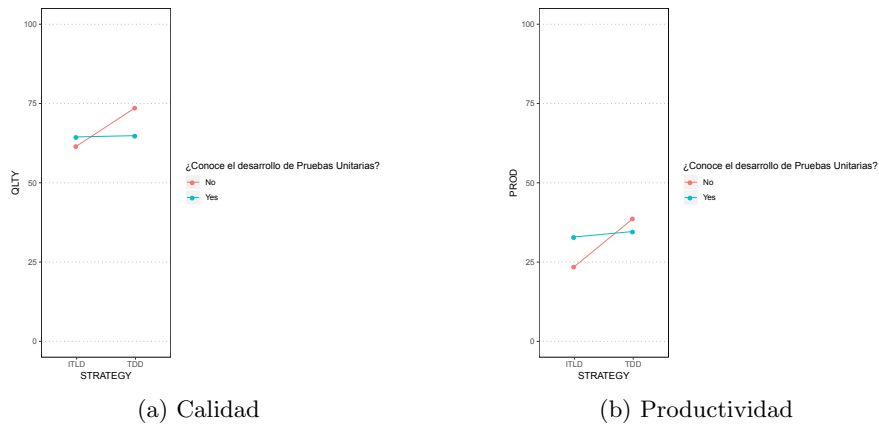 100
75
50
25
0
QLTY
ITLD TDD
STRATEGY
¿Conoce el desarrollo de Pruebas Unitarias?
No
Yes
(a) Calidad
100
75
50
25
0
PROD
ITLD TDD
STRATEGY
¿Conoce el desarrollo de Pruebas Unitarias?
No
Yes
(b) Productividad